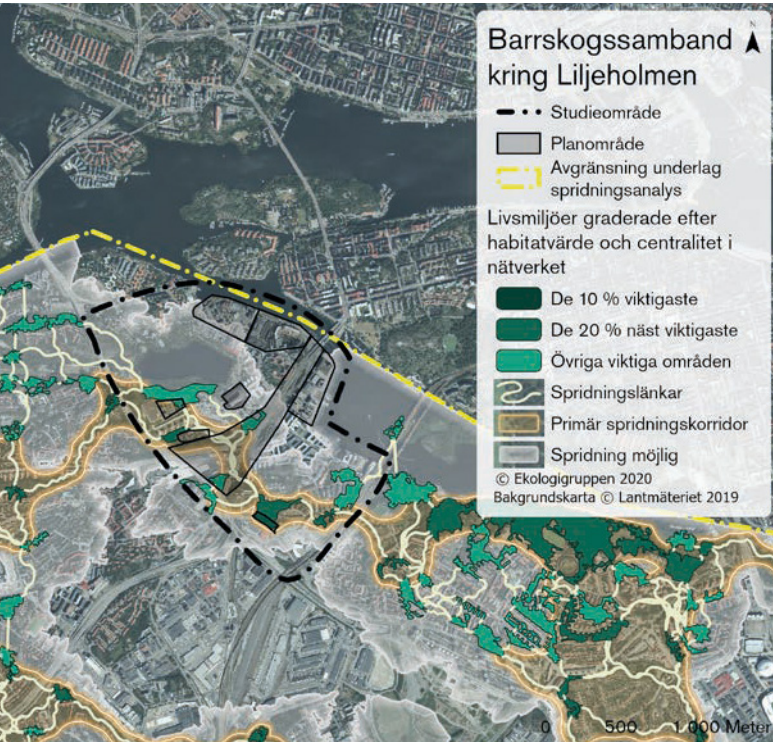 Barrskogssamband
kring Liljeholmen
N
Studieområde
Planområde
Avgränsning underlag
spridningsanalys
Livsmiljöer graderade efter
habitatvärde och centralitet i
nätverket
De 10 % viktigaste
De 20 % näst viktigaste
Övriga viktiga områden
Spridningslänkar
Primär spridningskorridor
Spridning möjlig
© Ekologigruppen 2020
Bakgrundskarta © Lantmäteriet 2019
0 500 1 000 Meter